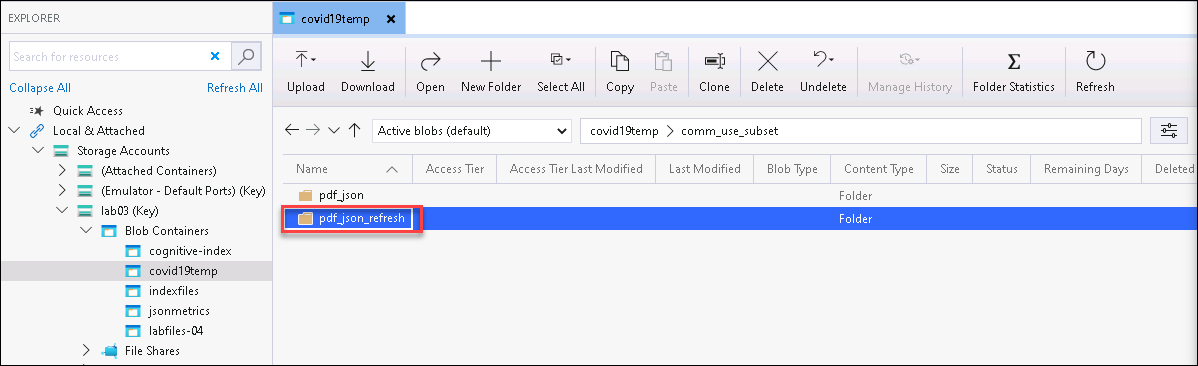 EXPLORER
Search for resources
Collapse All Refresh All
Quick Access
Local & Attached
Storage Accounts
(Attached Containers)
(Emulator - Default Ports) (Key)
lab03 (Key)
Blob Containers
cognitive-index
covid19temp
indexfiles
jsonmetrics
labfiles-04
File Shares
covid19temp
Upload Download Open New Folder Select All Copy Paste Clone Delete Undelete Manage History Folder Statistics Refresh
Active blobs (default) covid19temp comm_use_subset
Name Access Tier Access Tier Last Modified Last Modified Blob Type Content Type Size Status Remaining Days Deleted
pdf_json Folder
pdf_json_refresh Folder